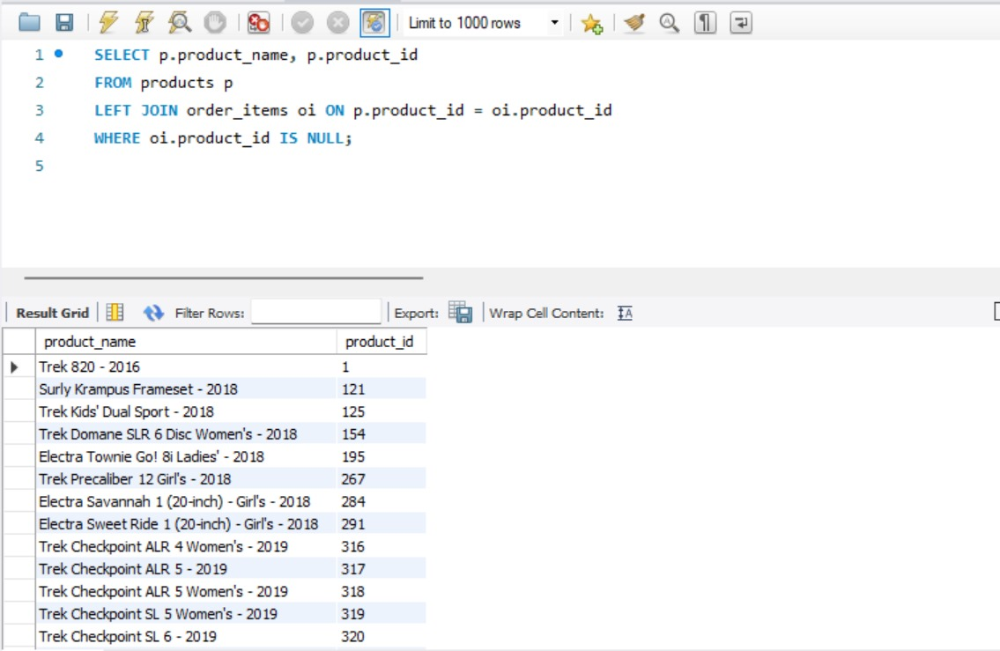 Limit to 1000 rows
1 SELECT p.product_name, p.product_id
2 FROM products p
3 LEFT JOIN order_items oi ON p.product_id = oi.product_id
4 WHERE oi.product_id IS NULL;
5
Result Grid Filter Rows: Export: Wrap Cell Content: IA
product_name product_id
Trek 820 - 2016 1
Surly Krampus Frameset - 2018 121
Trek Kids' Dual Sport - 2018 125
Trek Domane SLR 6 Disc Women's - 2018 154
Electra Townie Go! 8i Ladies' - 2018 195
Trek Precaliber 12 Girl's - 2018 267
Electra Savannah 1 (20-inch) - Girl's - 2018 284
Electra Sweet Ride 1 (20-inch) - Girl's - 2018 291
Trek Checkpoint ALR 4 Women's - 2019 316
Trek Checkpoint ALR 5 - 2019 317
Trek Checkpoint ALR 5 Women's - 2019 318
Trek Checkpoint SL 5 Women's - 2019 319
Trek Checkpoint SL 6 - 2019 320